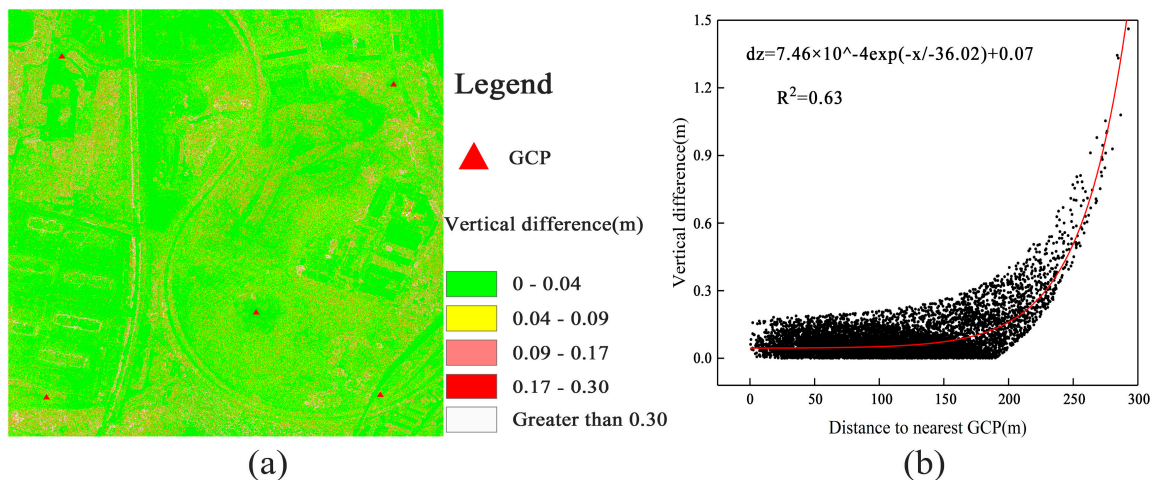 Legend
GCP
Vertical difference(m)
0 - 0.04
0.04 - 0.09
0.09 - 0.17
0.17 - 0.30
Greater than 0.30
(a)
1.5
1.2
0.9
0.6
0.3
0.0
Vertical difference(m)
dz=7.46×10^-4exp(-x/-36.02)+0.07
R²=0.63
0 50 100 150 200 250 300
Distance to nearest GCP(m)
(b)